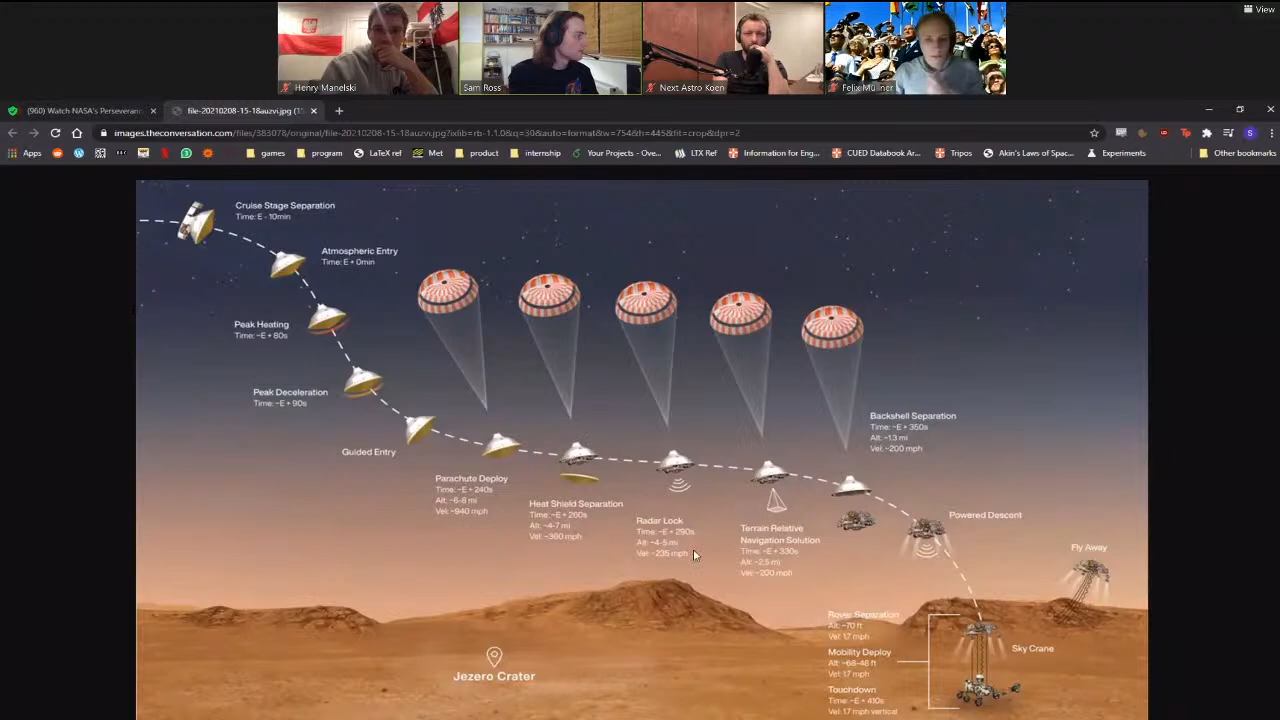 View
Henry Manelski
Sam Ross
Next Astro Koen
Felix Müllner
(960) Watch NASA's Perseveranc
file-20210208-15-18auzvi.jpg (15
images.theconversation.com/files/383078/original/file-20210208-15-18auzvi.jpg?ixlib=rb-1.1.0&q=30&auto=format&w=754&h=445&fit=crop&dpr=2
Apps
games
program
LaTeX ref
Met
product
internship
Your Projects - Ove...
LTX Ref
Information for Eng...
CUED Databook Ar...
Tripos
Akin's Laws of Spac...
Experiments
Other bookmarks
Cruise Stage Separation
Time: E - 10min
Atmospheric Entry
Time: E + 0min
Peak Heating
Time: ~E + 80s
Peak Deceleration
Time: ~E + 90s
Guided Entry
Parachute Deploy
Time: ~E + 240s
Alt: ~6-8 mi
Vel: ~940 mph
Heat Shield Separation
Time: ~E + 260s
Alt: ~4-7 mi
Vel: ~360 mph
Radar Lock
Time: ~E + 290s
Alt: ~4-5 mi
Vel: ~235 mph
Terrain Relative
Navigation Solution
Time: ~E + 330s
Alt: ~2.5 mi
Vel: ~200 mph
Backshell Separation
Time: ~E + 350s
Alt: ~1.3 mi
Vel: ~200 mph
Powered Descent
Fly Away
Rover Separation
Alt: ~70 ft
Vel: 1.7 mph
Mobility Deploy
Alt: ~68-48 ft
Vel: 1.7 mph
Touchdown
Time: ~E + 410s
Vel: 1.7 mph vertical
Sky Crane
Jezero Crater